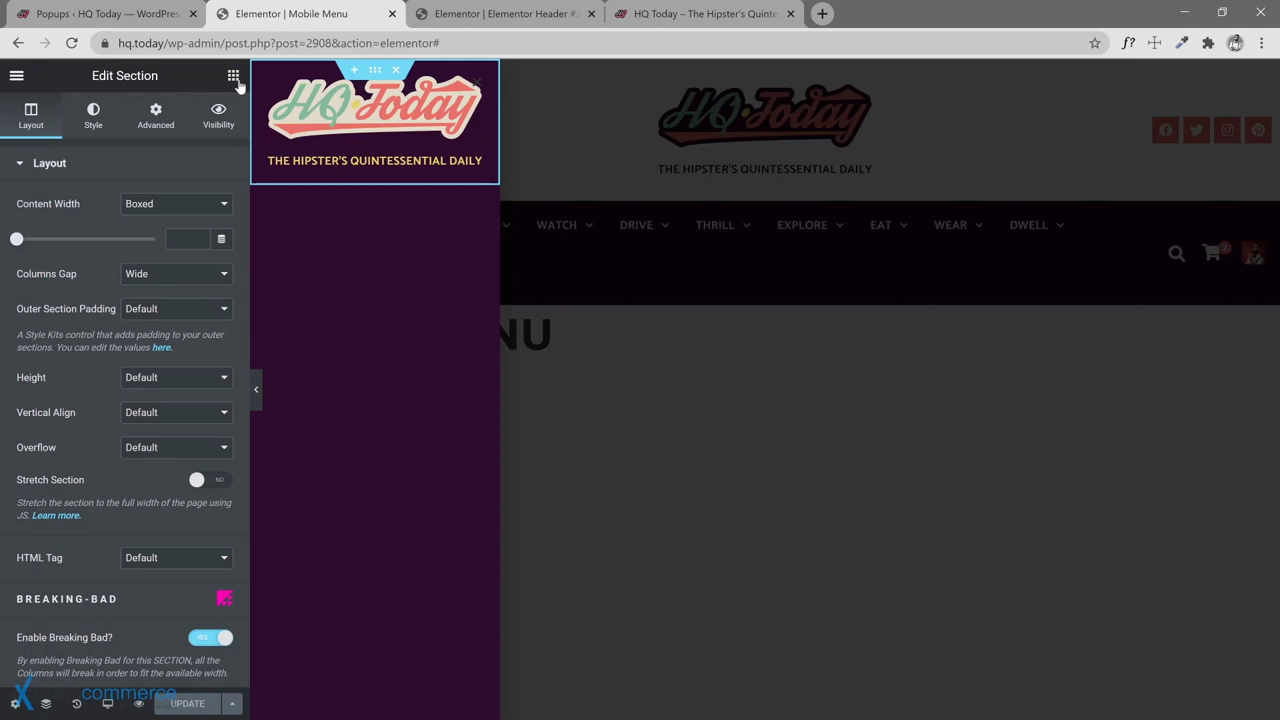 Popups ‹ HQ Today — WordPres
Elementor | Mobile Menu
Elementor | Elementor Header #2
HQ Today – The Hipster's Quintes
hq.today/wp-admin/post.php?post=2908&action=elementor#
Edit Section
Layout
Style
Advanced
Visibility
Layout
Content Width
Boxed
Columns Gap
Wide
Outer Section Padding
Default
A Style Kits control that adds padding to your outer
sections. You can edit the values here.
Height
Default
Vertical Align
Default
Overflow
Default
Stretch Section
NO
Stretch the section to the full width of the page using
JS. Learn more.
HTML Tag
Default
BREAKING-BAD
Enable Breaking Bad?
YES
By enabling Breaking Bad for this SECTION, all the
Columns will break in order to fit the available width.
UPDATE
HQ Today
THE HIPSTER'S QUINTESSENTIAL DAILY
HQ Today
THE HIPSTER'S QUINTESSENTIAL DAILY
WATCH
DRIVE
THRILL
EXPLORE
EAT
WEAR
DWELL
2
NU